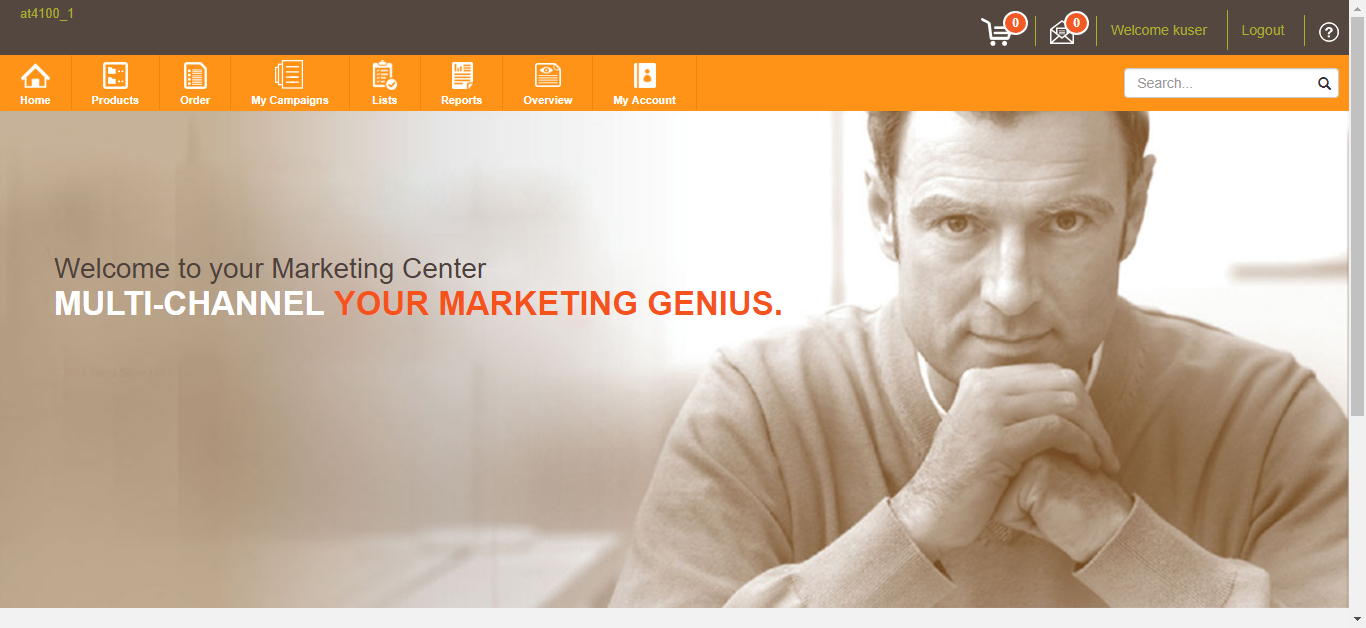 at4100_1
0
0
Welcome kuser
Logout
?
Home
Products
Order
My Campaigns
Lists
Reports
Overview
My Account
Search...
Welcome to your Marketing Center
MULTI-CHANNEL YOUR MARKETING GENIUS.